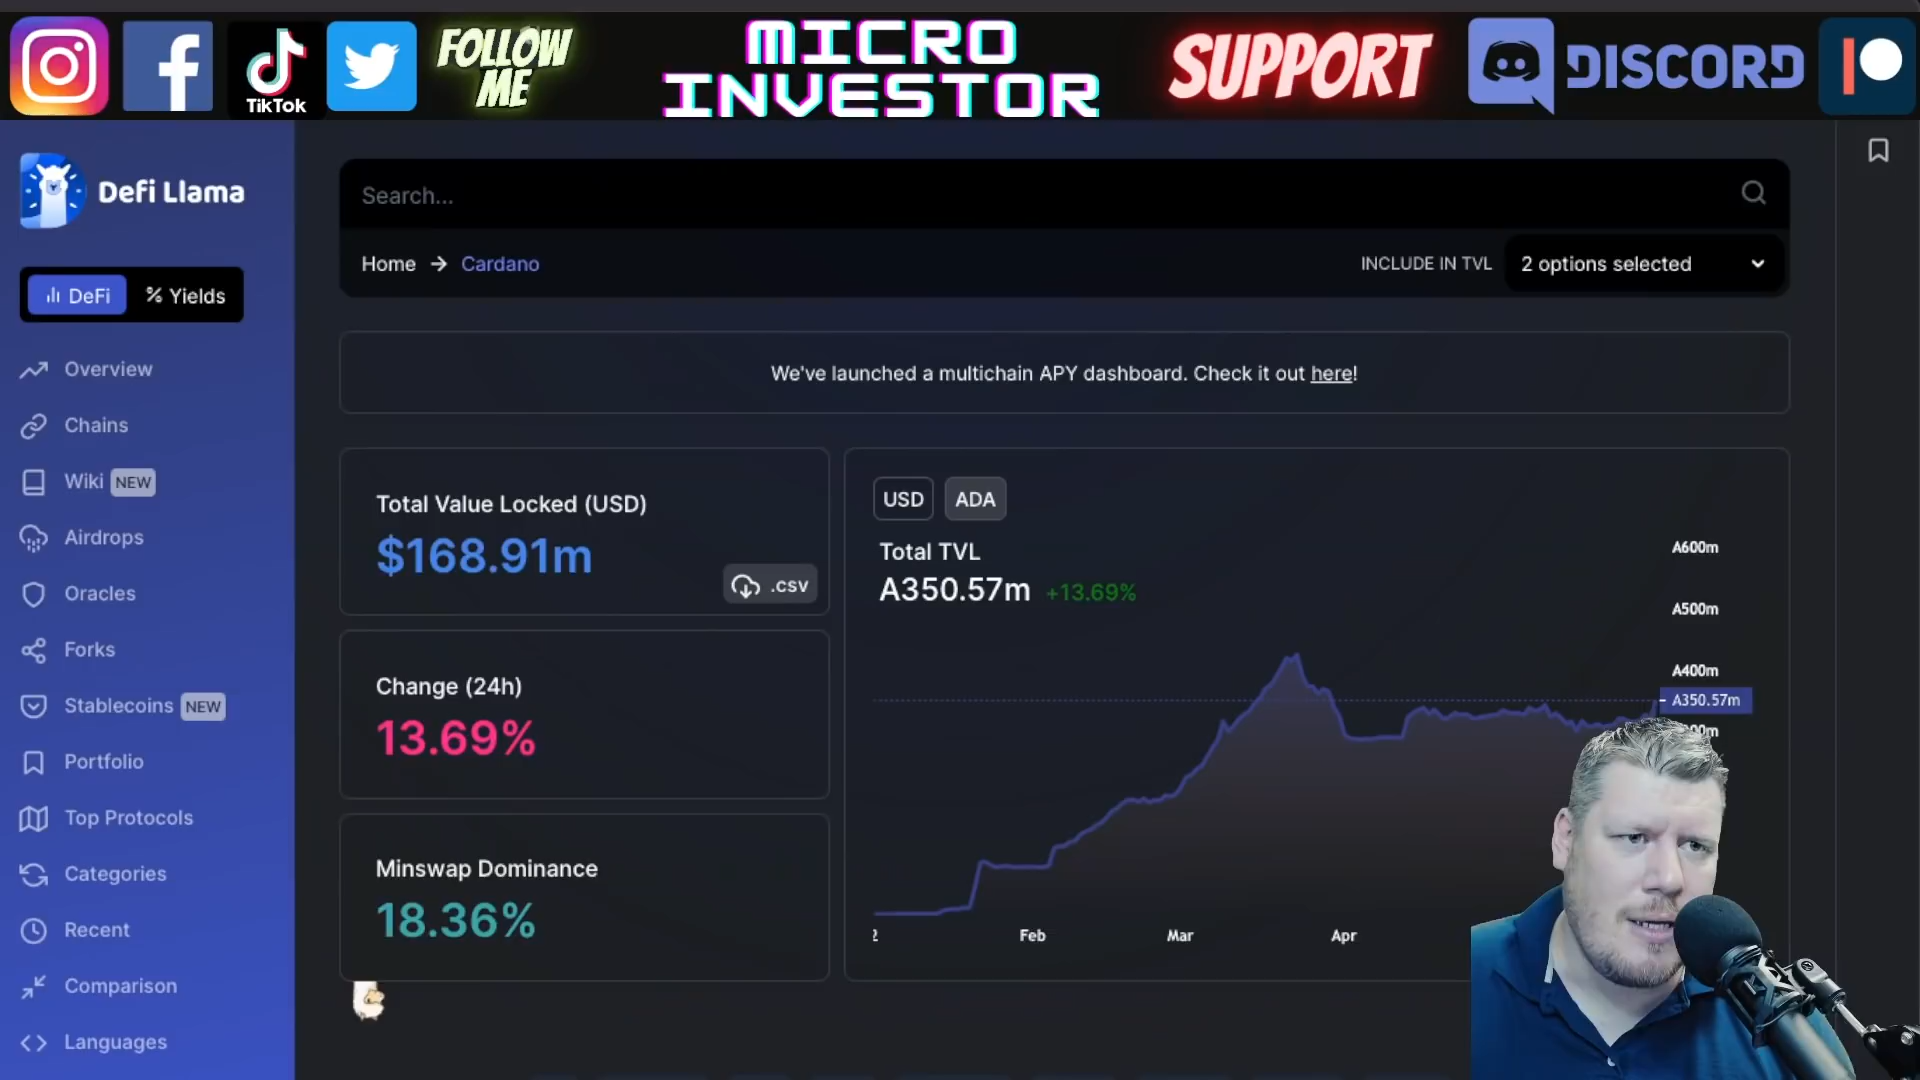 TikTok
FOLLOW
ME
MICRO
INVESTOR
SUPPORT
DISCORD
Defi Llama
Search...
Home → Cardano
INCLUDE IN TVL
2 options selected
DeFi
% Yields
We've launched a multichain APY dashboard. Check it out here!
Overview
Chains
Wiki NEW
Airdrops
Oracles
Forks
Stablecoins NEW
Portfolio
Top Protocols
Categories
Recent
Comparison
Languages
Total Value Locked (USD)
$168.91m
.csv
Change (24h)
13.69%
Minswap Dominance
18.36%
USD ADA
Total TVL
A350.57m +13.69%
A600m
A500m
A400m
A350.57m
2 Feb Mar Apr